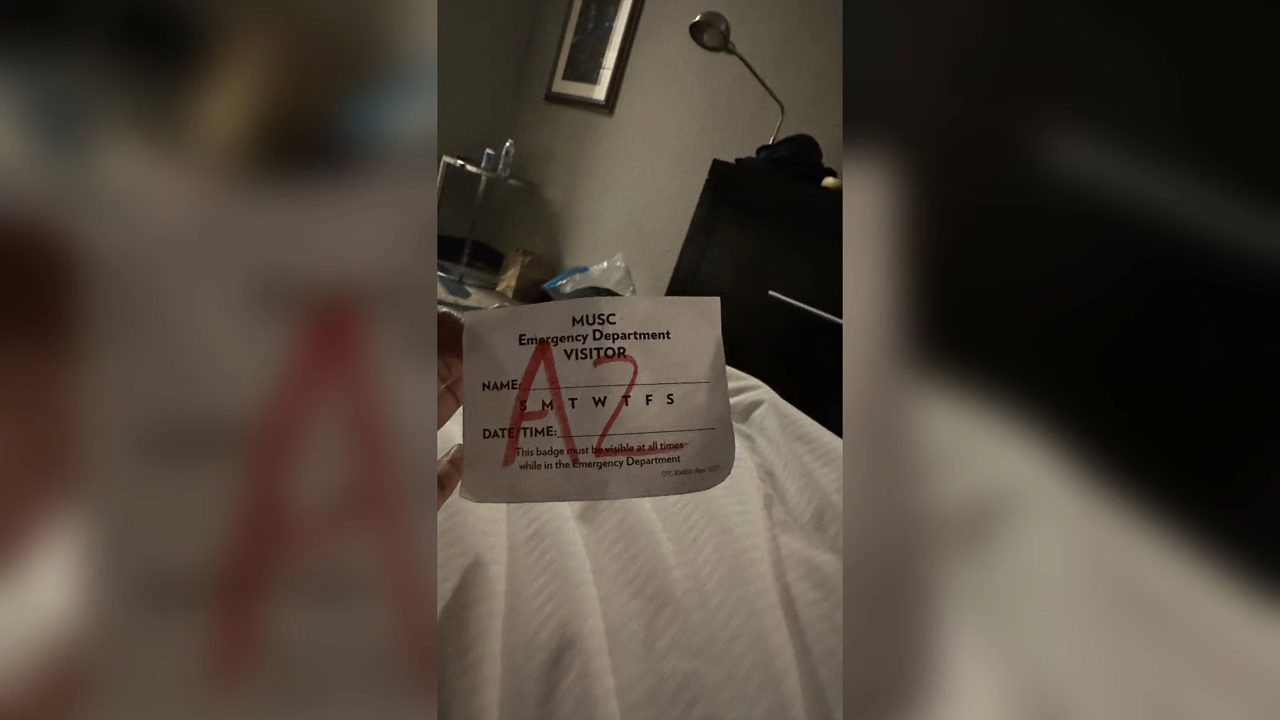 MUSC
Emergency Department
VISITOR
NAME:
A2
S M T W T F S
DATE/TIME:
This badge must be visible at all times
while in the Emergency Department